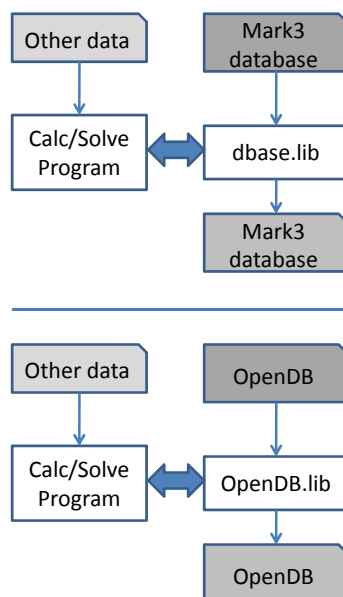 Other data
Mark3
database
Calc/Solve
Program
dbase.lib
Mark3
database
Other data
OpenDB
Calc/Solve
Program
OpenDB.lib
OpenDB